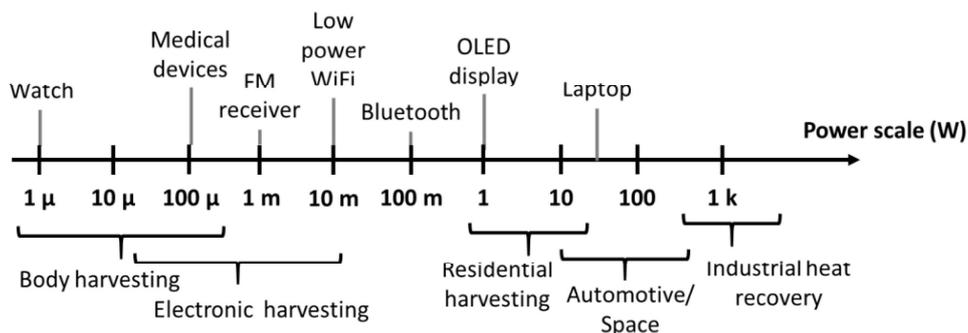 Watch
Medical
devices
FM
receiver
Low
power
WiFi
Bluetooth
OLED
display
Laptop
Power scale (W)
1 µ
10 µ
100 µ
1 m
10 m
100 m
1
10
100
1 k
Body harvesting
Electronic harvesting
Residential
harvesting
Automotive/
Space
Industrial heat
recovery